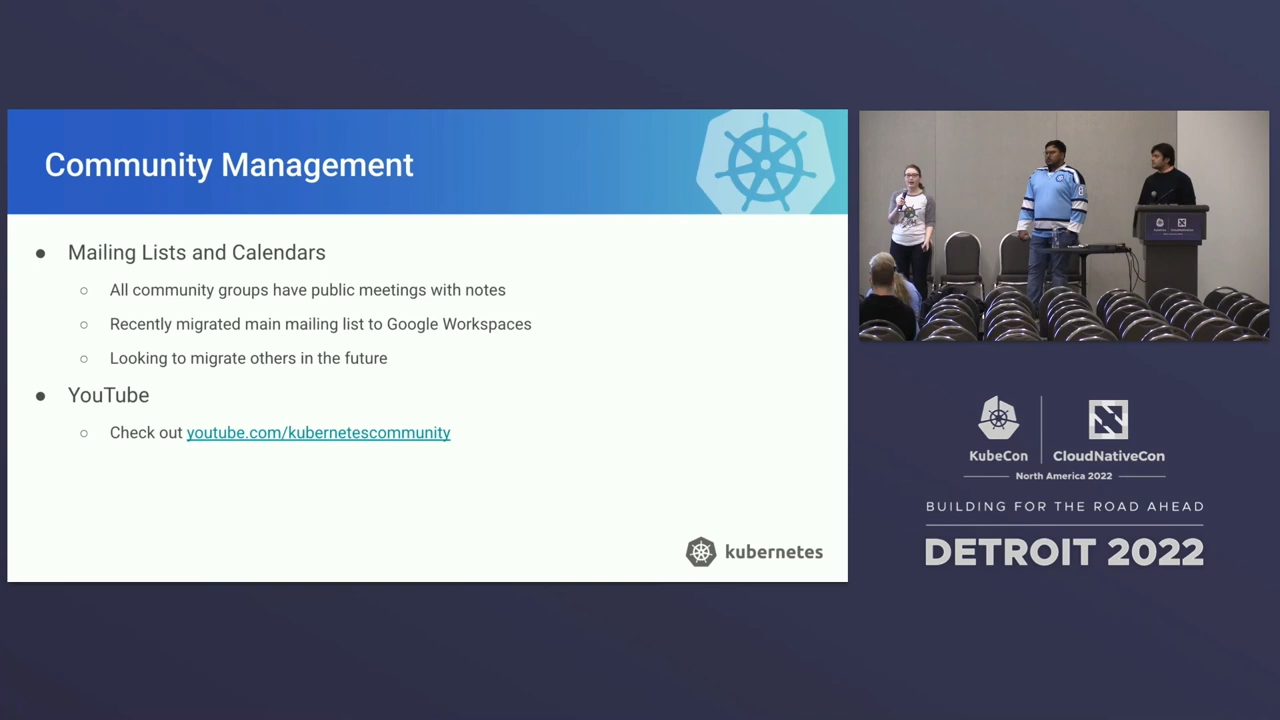 Community Management
● Mailing Lists and Calendars
○ All community groups have public meetings with notes
○ Recently migrated main mailing list to Google Workspaces
○ Looking to migrate others in the future
● YouTube
○ Check out youtube.com/kubernetescommunity
kubernetes
8
KubeCon
CloudNativeCon
North America 2022
BUILDING FOR THE ROAD AHEAD
DETROIT 2022